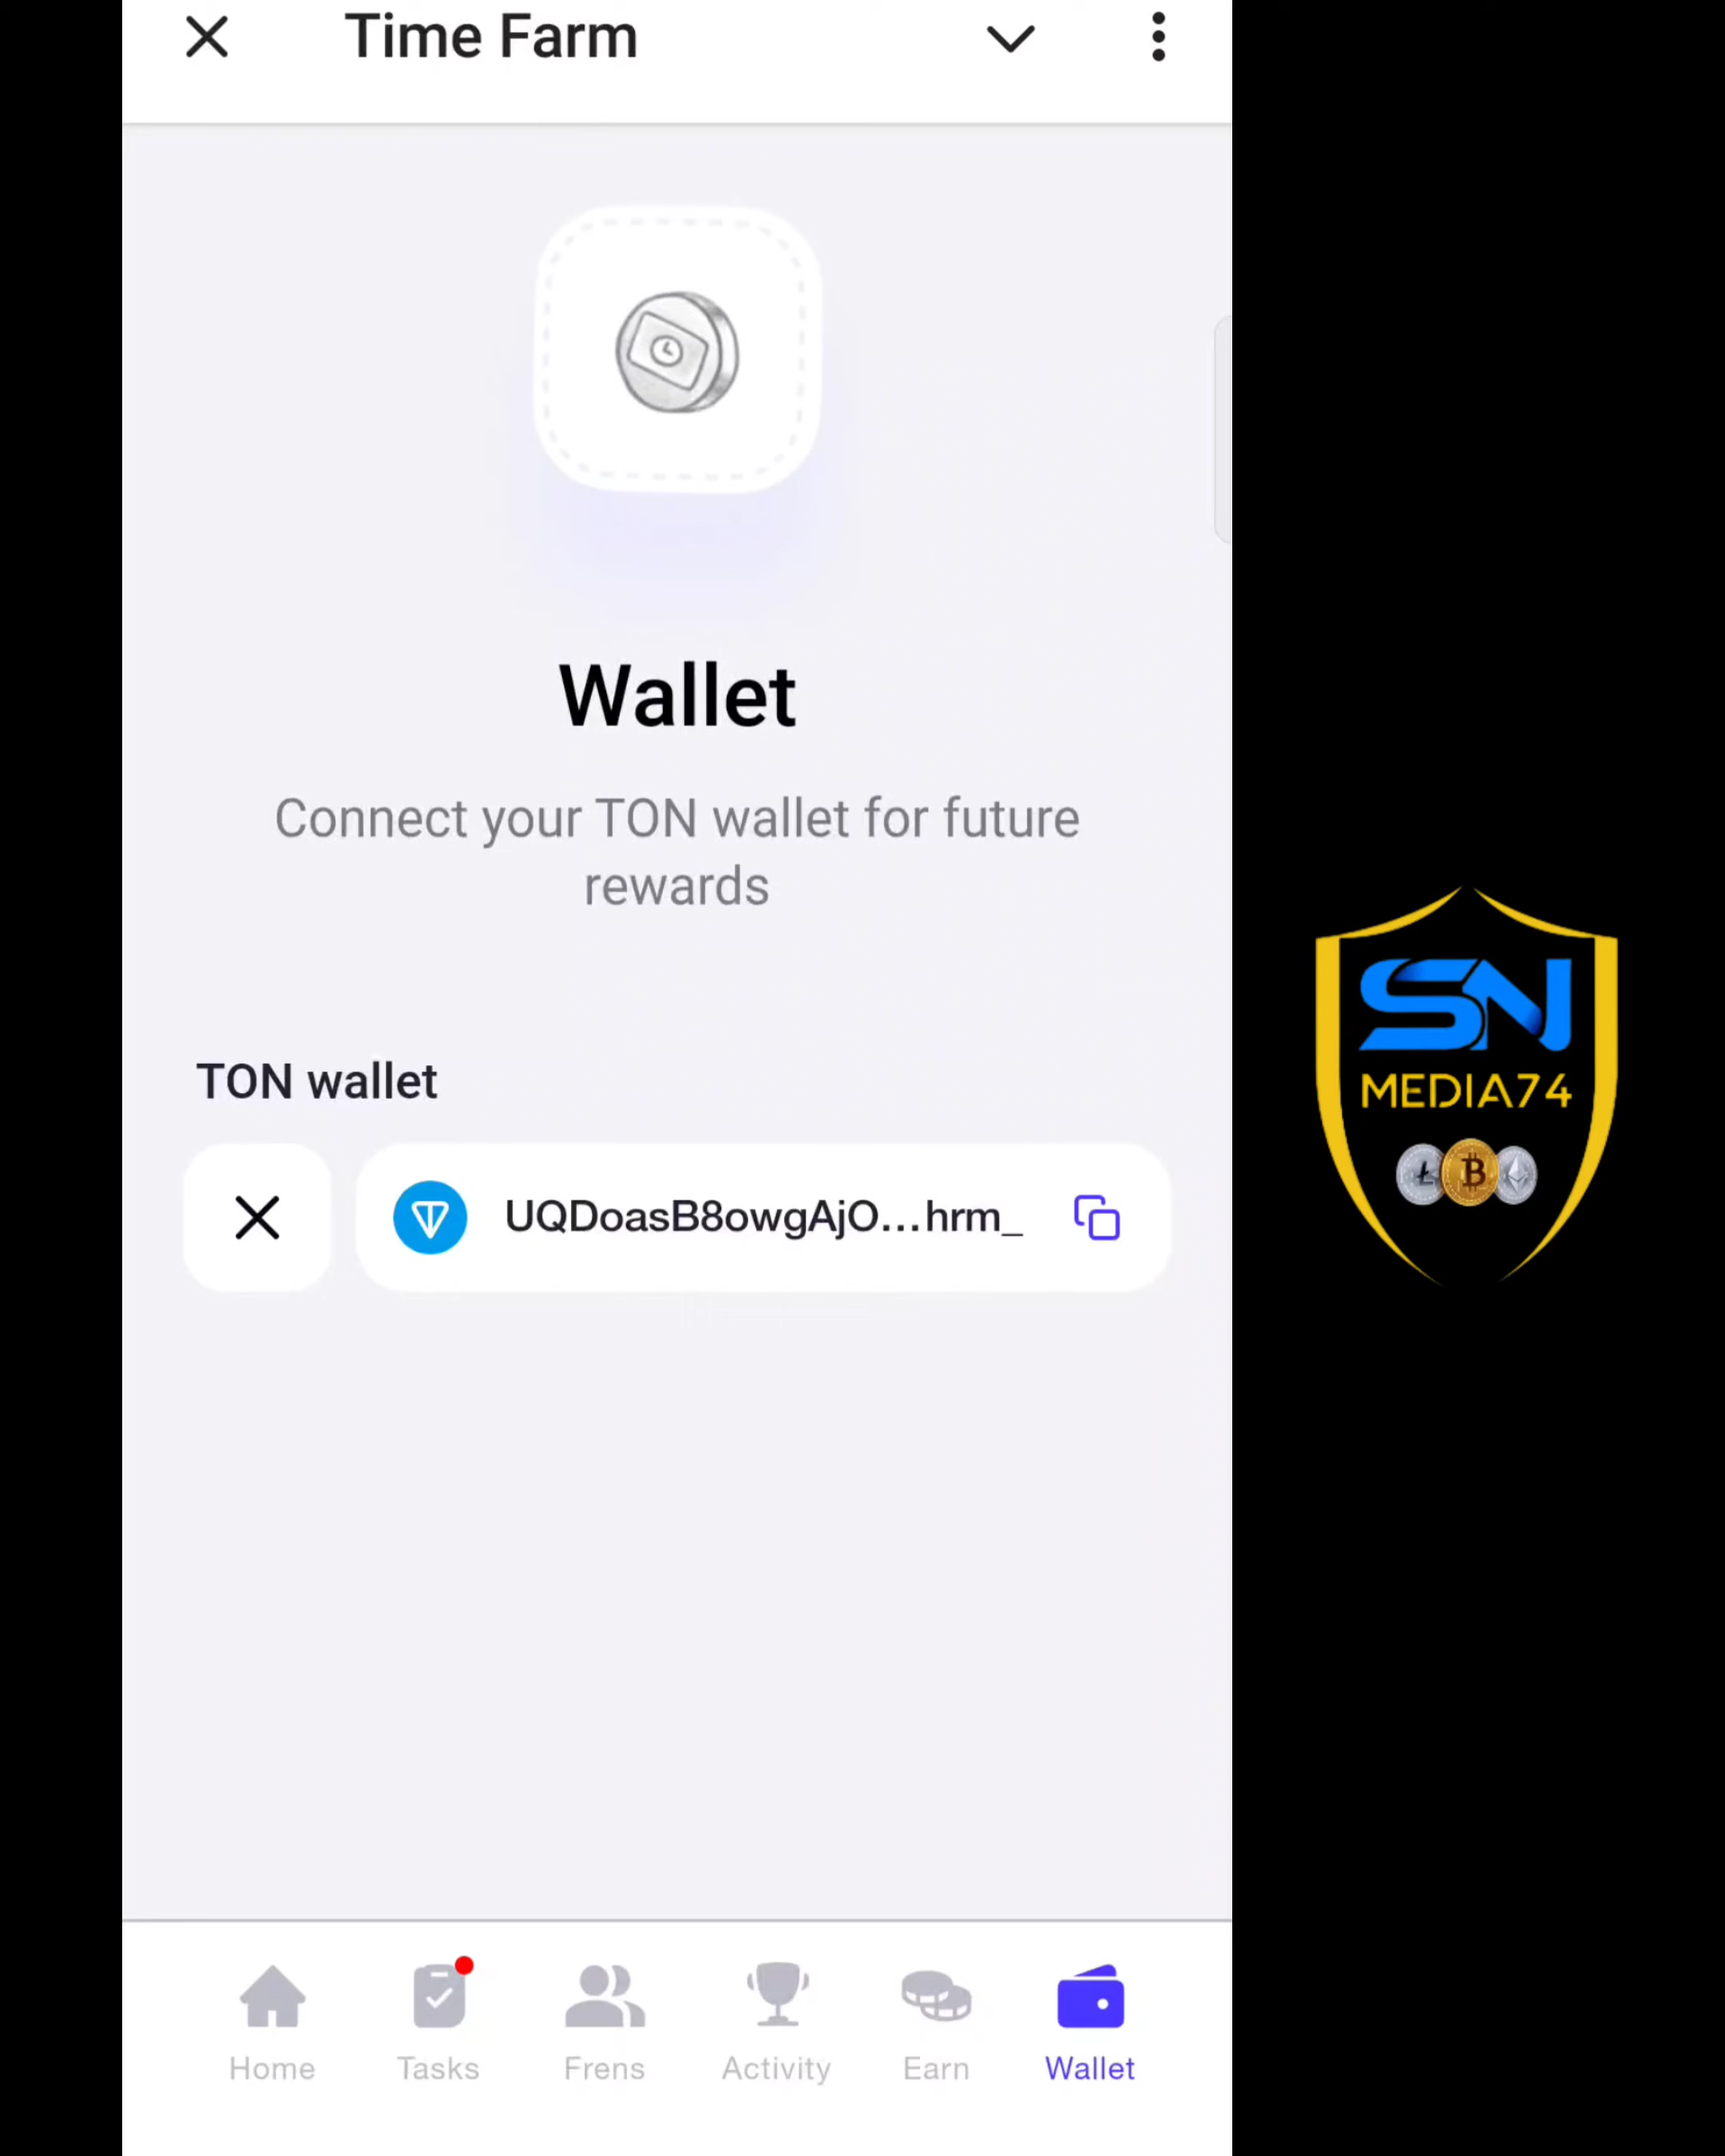 Time Farm
Wallet
Connect your TON wallet for future
rewards
TON wallet
UQDoasB8owgAjO...hrm_
SN
MEDIA74
Home
Tasks
Frens
Activity
Earn
Wallet